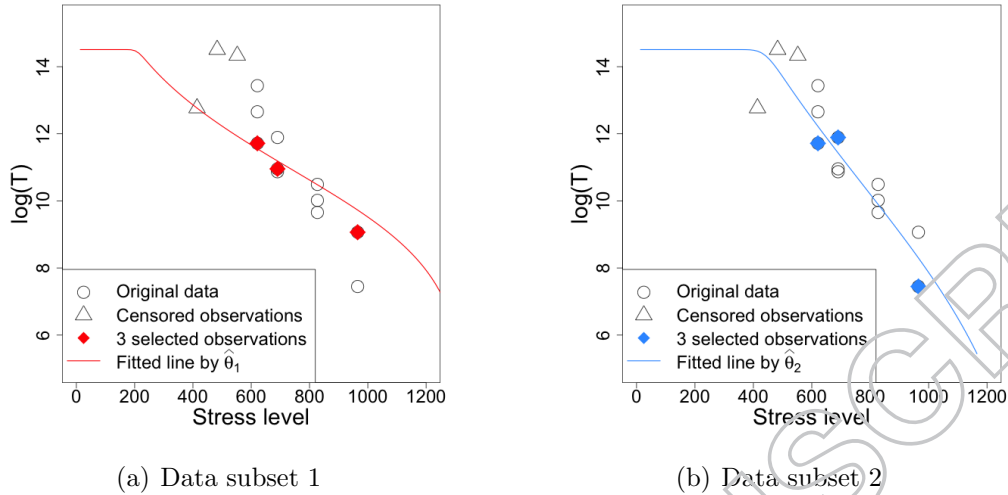 14
12
10
8
6
log(T)
Original data
Censored observations
3 selected observations
Fitted line by θ̂₁
0 200 400 600 800 1000 1200
Stress level
(a) Data subset 1
14
12
10
8
6
log(T)
Original data
Censored observations
3 selected observations
Fitted line by θ̂₂
0 200 400 600 800 1000 1200
Stress level
(b) Data subset 2
SCR